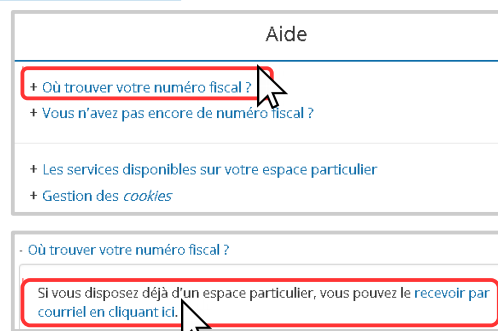 Aide
+ Où trouver votre numéro fiscal ?
+ Vous n'avez pas encore de numéro fiscal ?
+ Les services disponibles sur votre espace particulier
+ Gestion des cookies
- Où trouver votre numéro fiscal ?
Si vous disposez déjà d'un espace particulier, vous pouvez le recevoir par
courriel en cliquant ici.